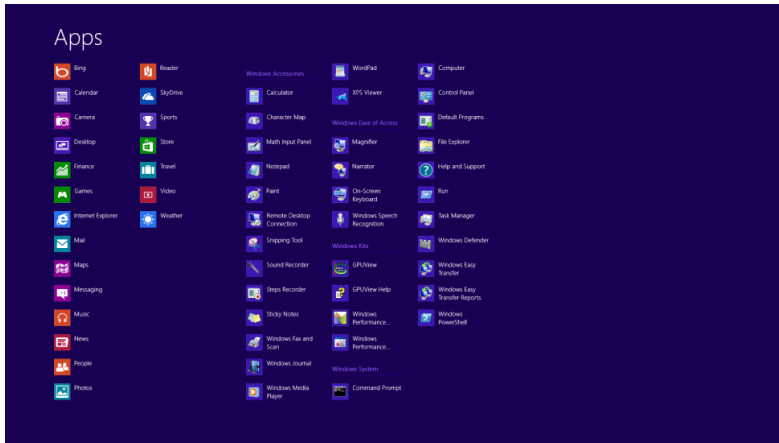 Apps
Bing
Calendar
Camera
Desktop
Finance
Games
Internet Explorer
Mail
Maps
Messaging
Music
News
People
Photos
Reader
SkyDrive
Sports
Store
Travel
Video
Weather
Windows Accessories
Calculator
Character Map
Math Input Panel
Notepad
Paint
Remote Desktop
Connection
Snipping Tool
Sound Recorder
Steps Recorder
Sticky Notes
Windows Fax and
Scan
Windows Journal
Windows Media
Player
WordPad
XPS Viewer
Windows Ease of Access
Magnifier
Narrator
On-Screen
Keyboard
Windows Speech
Recognition
Windows Kits
GPUView
GPUView Help
Windows
Performance...
Windows
Performance...
Windows System
Command Prompt
Computer
Control Panel
Default Programs
File Explorer
Help and Support
Run
Task Manager
Windows Defender
Windows Easy
Transfer
Windows Easy
Transfer Reports
Windows
PowerShell